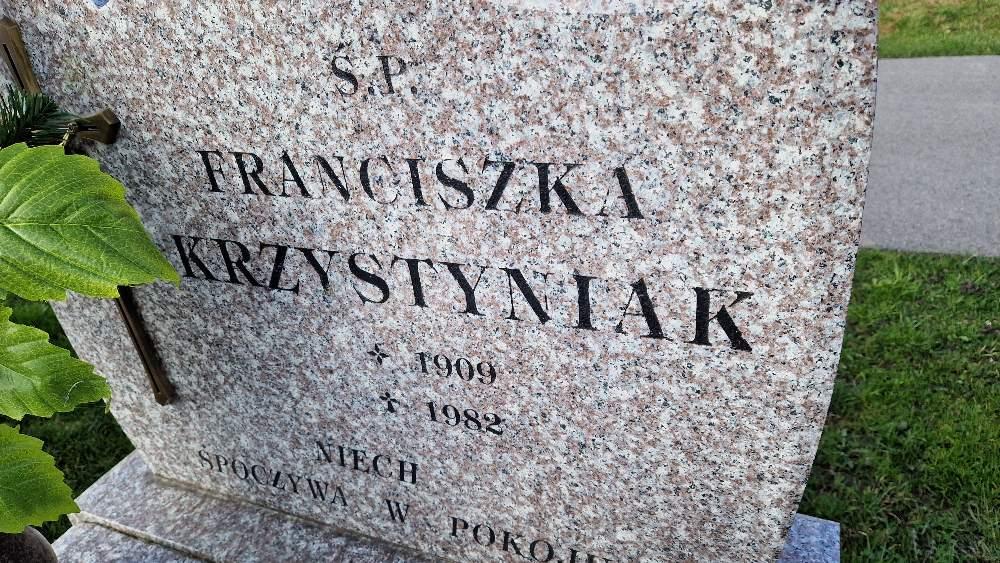 Ś.P.
FRANCISZKA
KRZYSTYNIAK
* 1909
✝ 1982
NIECH
SPOCZYWA W POKOJU